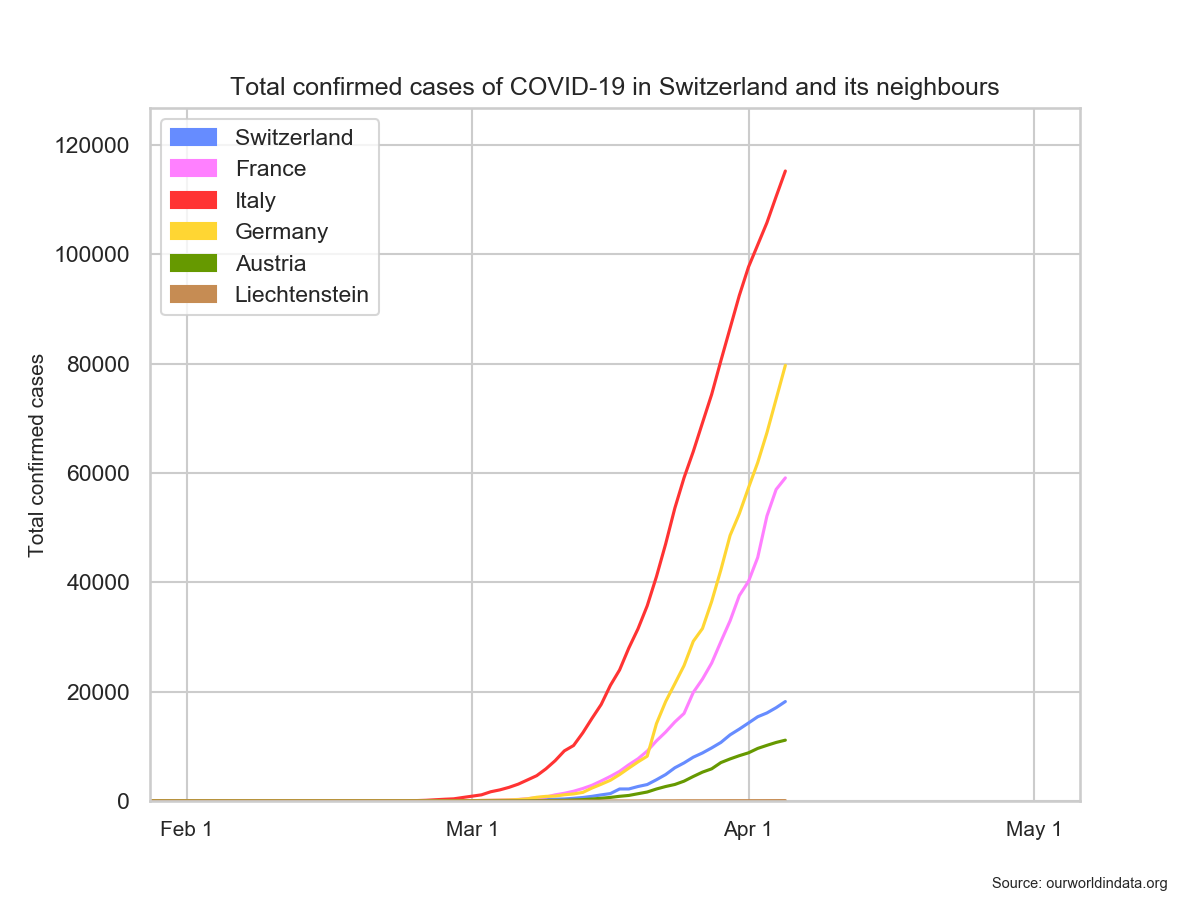 Total confirmed cases of COVID-19 in Switzerland and its neighbours
Total confirmed cases
120000
100000
80000
60000
40000
20000
0
Switzerland
France
Italy
Germany
Austria
Liechtenstein
Feb 1
Mar 1
Apr 1
May 1
Source: ourworldindata.org